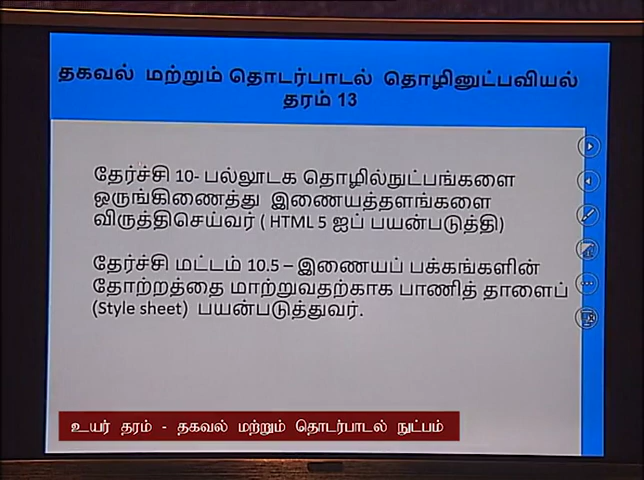 தகவல் மற்றும் தொடர்பாடல் தொழினுட்பவியல்
தரம் 13
தேர்ச்சி 10- பல்லூடக தொழில்நுட்பங்களை
ஒருங்கிணைத்து இணையத்தளங்களை
விருத்திசெய்வர் ( HTML 5 ஐப் பயன்படுத்தி)
தேர்ச்சி மட்டம் 10.5 – இணையப் பக்கங்களின்
தோற்றத்தை மாற்றுவதற்காக பாணித் தாளைப்
(Style sheet) பயன்படுத்துவர்.
உயர் தரம் - தகவல் மற்றும் தொடர்பாடல் நுட்பம்